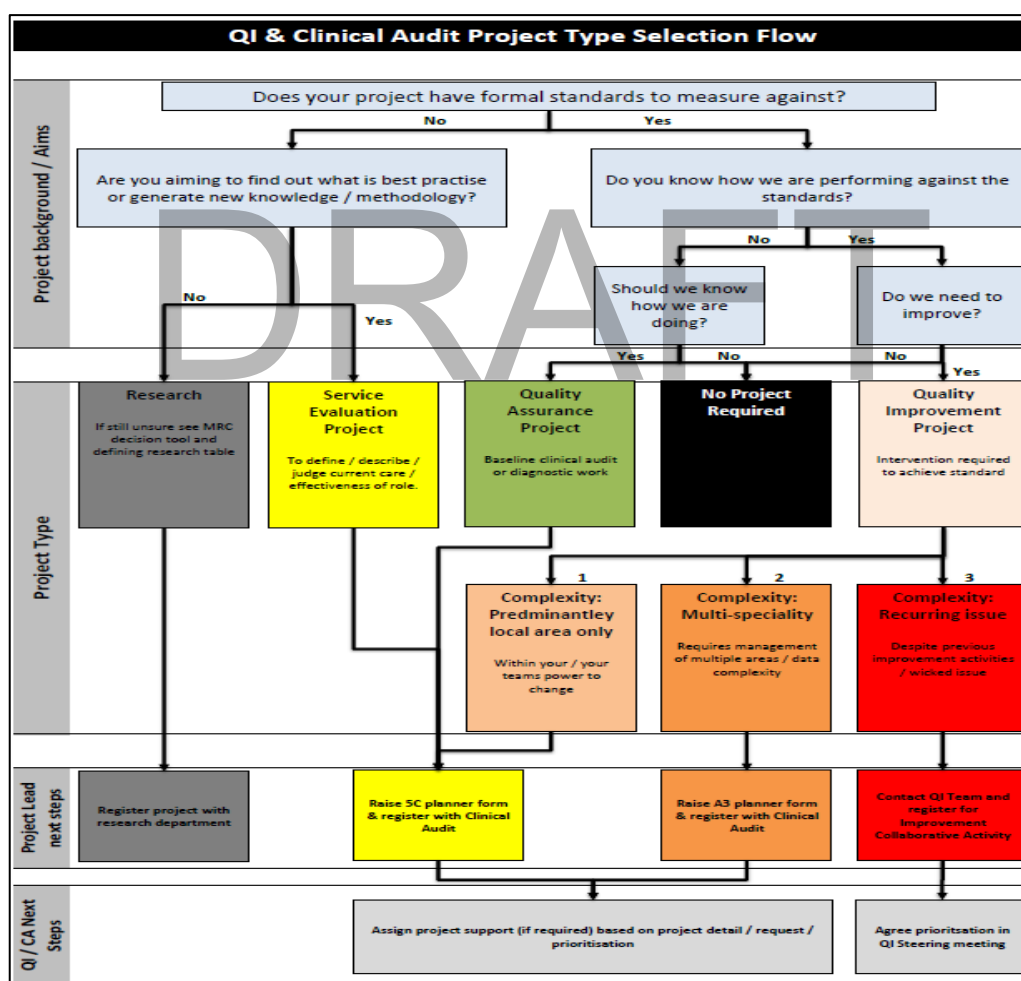 QI & Clinical Audit Project Type Selection Flow
Project background / Aims
Does your project have formal standards to measure against?
No
Yes
Are you aiming to find out what is best practise
or generate new knowledge / methodology?
Do you know how we are performing against the
standards?
DRAFT
No
Yes
Should we know
how we are
doing?
Do we need to
improve?
No
Yes
Yes
No
No
Yes
Project Type
Research
If still unsure see MRC
decision tool and
defining research table
Service
Evaluation
Project
To define / describe /
judge current care /
effectiveness of role.
Quality
Assurance
Project
Baseline clinical audit
or diagnostic work
No Project
Required
Quality
Improvement
Project
Intervention required
to achieve standard
1
2
3
Complexity:
Predminantley
local area only
Within your / your
teams power to
change
Complexity:
Multi-speciality
Requires management
of multiple areas / data
complexity
Complexity:
Recurring issue
Despite previous
improvement activities
/ wicked issue
Project Lead
next steps
Register project with
research department
Raise 5C planner form
& register with Clinical
Audit
Raise A3 planner form
& register with Clinical
Audit
Contact QI Team and
register for
Improvement
Collaborative Activity
QI / CA Next
Steps
Assign project support (if required) based on project detail / request /
prioritisation
Agree prioritsation in
QI Steering meeting